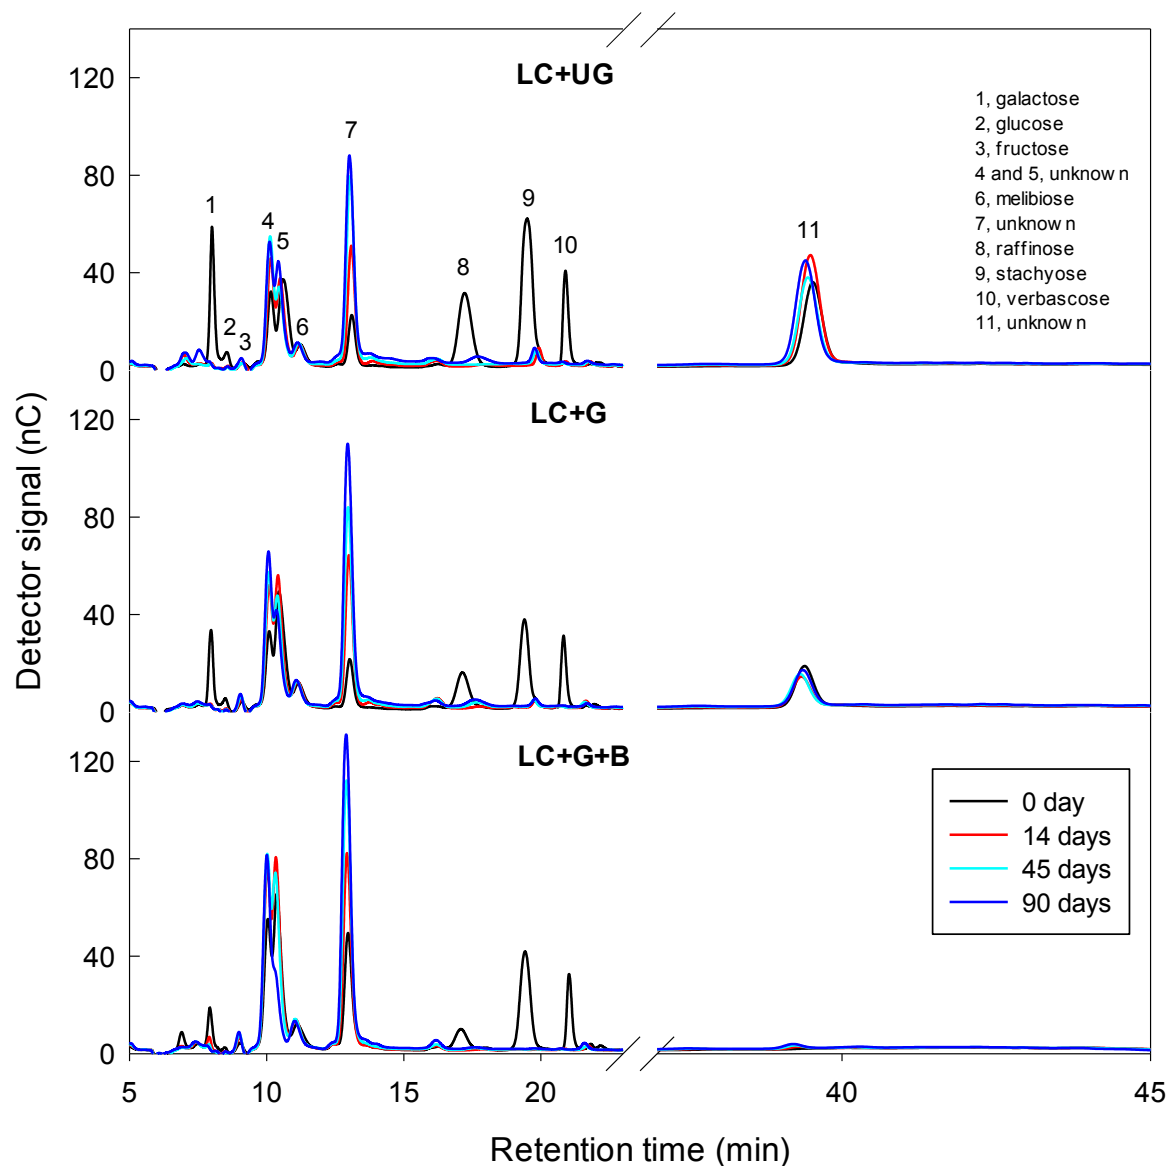 LC+UG
120
80
40
0
1
2
3
4
5
6
7
8
9
10
11
1, galactose
2, glucose
3, fructose
4 and 5, unknown
6, melibiose
7, unknown
8, raffinose
9, stachyose
10, verbascose
11, unknown
Detector signal (nC)
LC+G
120
80
40
0
LC+G+B
120
80
40
0
0 day
14 days
45 days
90 days
5 10 15 20 40 45
Retention time (min)